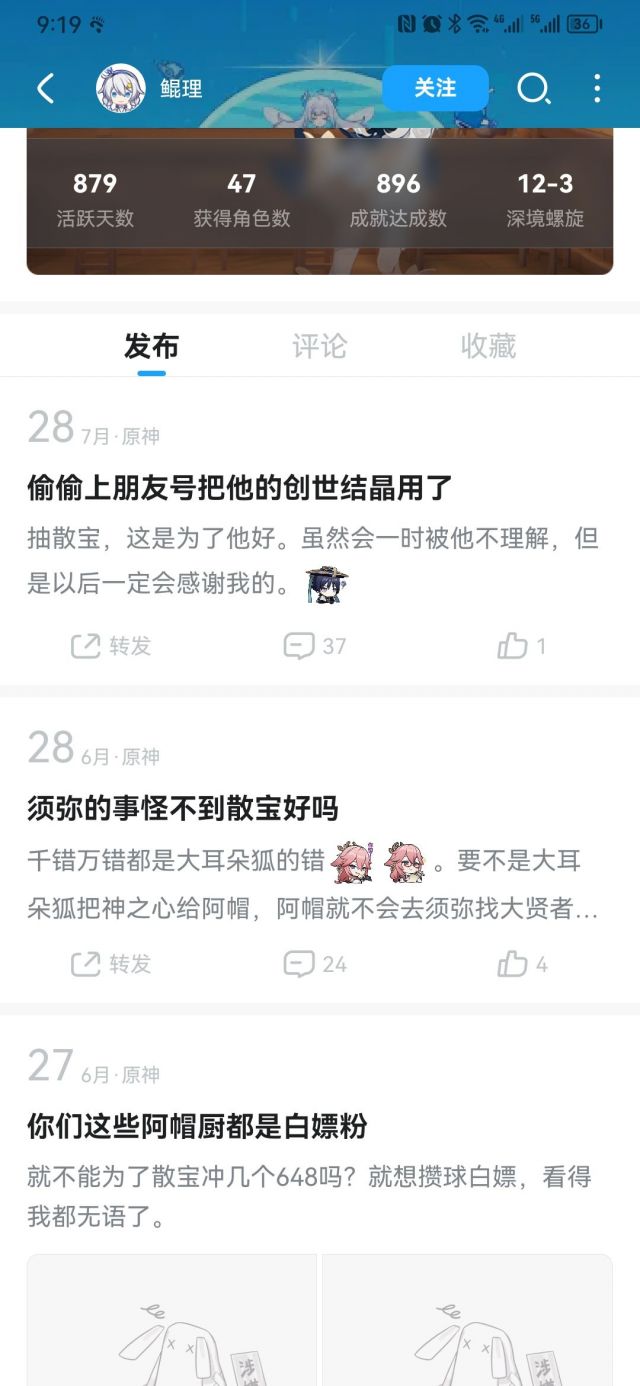 9:19
4G
5G
36
鲲理
关注
879
47
896
12-3
活跃天数
获得角色数
成就达成数
深境螺旋
发布
评论
收藏
28 7月·原神
偷偷上朋友号把他的创世结晶用了
抽散宝，这是为了他好。虽然会一时被他不理解，但
是以后一定会感谢我的。
转发
37
1
28 6月·原神
须弥的事怪不到散宝好吗
千错万错都是大耳朵狐的错。要不是大耳
朵狐把神之心给阿帽，阿帽就不会去须弥找大贤者…
转发
24
4
27 6月·原神
你们这些阿帽厨都是白嫖粉
就不能为了散宝冲几个648吗？就想攒球白嫖，看得
我都无语了。
涉
涉